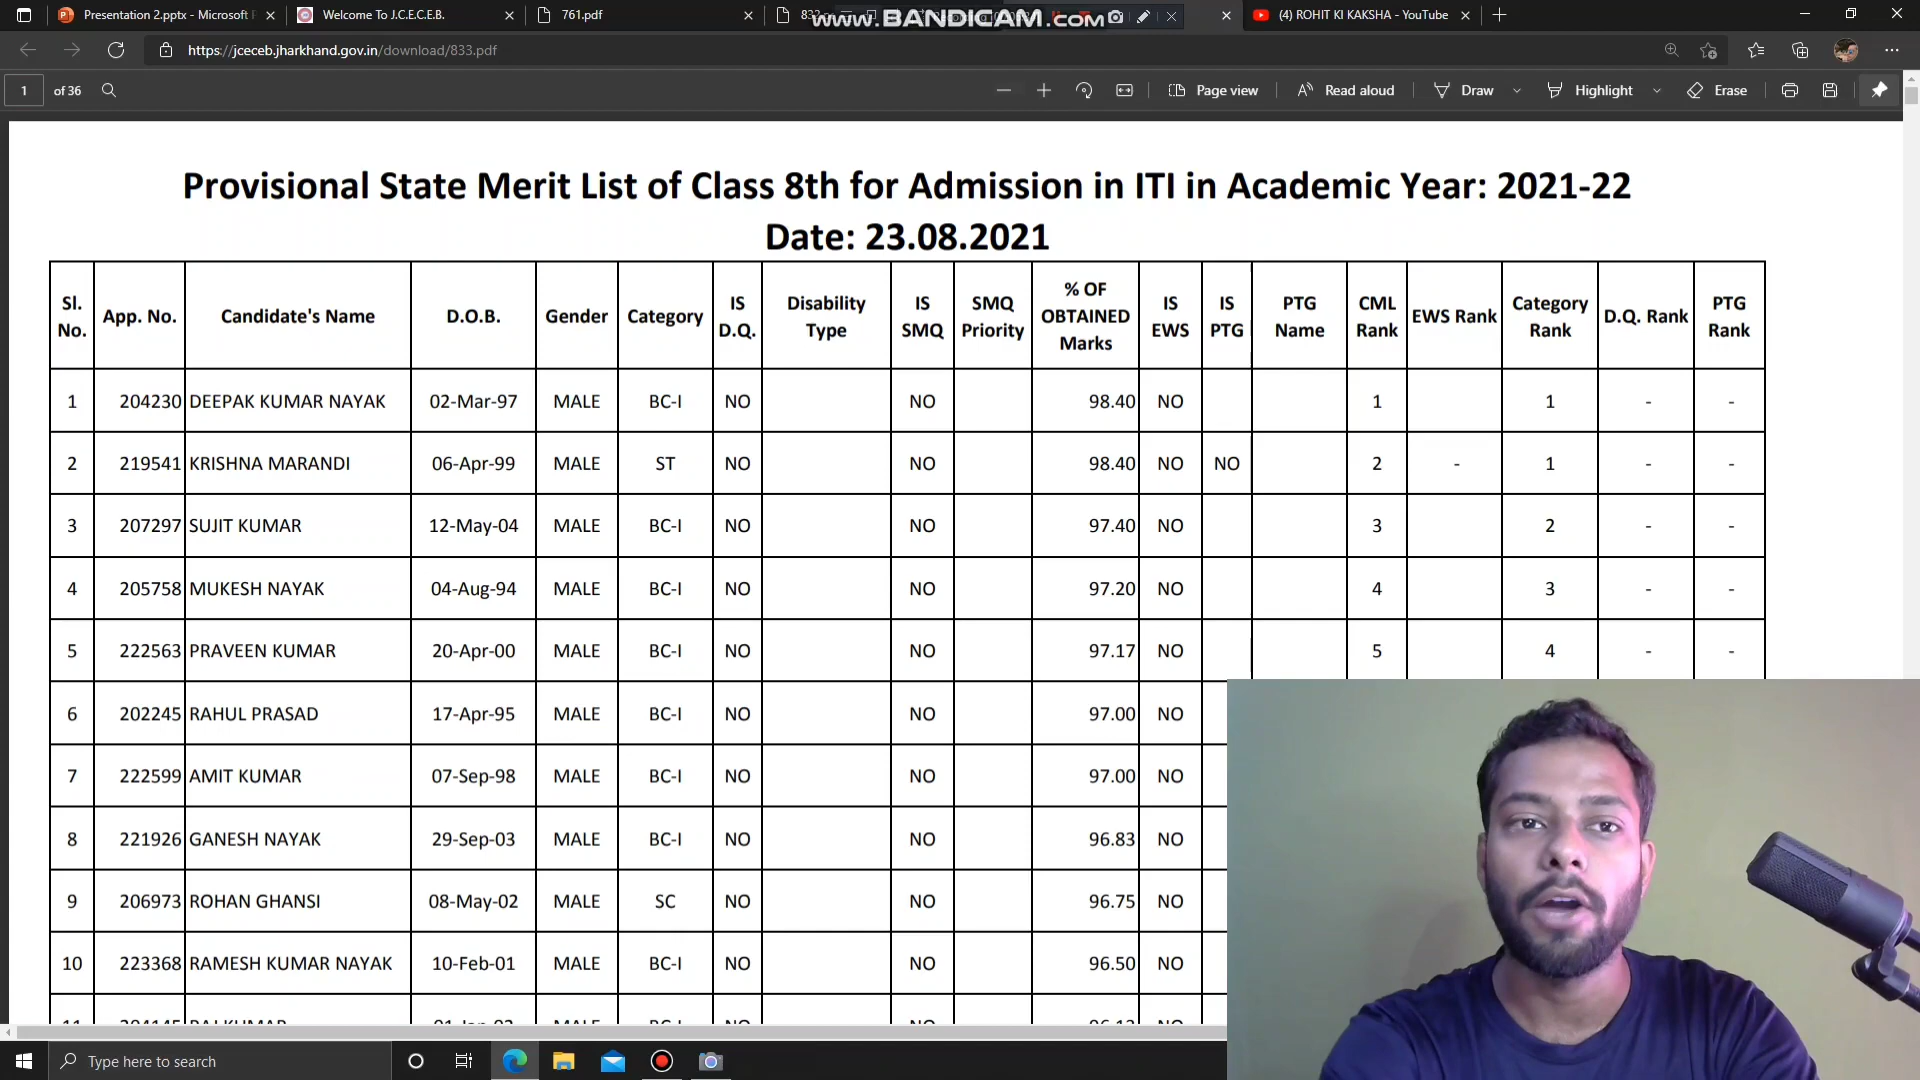 Presentation 2.pptx - Microsoft P
Welcome To J.C.E.C.E.B.
761.pdf
www.BANDICAM.com
(4) ROHIT KI KAKSHA - YouTube
https://jceceb.jharkhand.gov.in/download/833.pdf
1 of 36
Page view
Read aloud
Draw
Highlight
Erase
Provisional State Merit List of Class 8th for Admission in ITI in Academic Year: 2021-22
Date: 23.08.2021
Sl. No. App. No. Candidate's Name D.O.B. Gender Category IS D.Q. Disability Type IS SMQ SMQ Priority % OF OBTAINED Marks IS EWS IS PTG PTG Name CML Rank EWS Rank Category Rank D.Q. Rank PTG Rank
1 204230 DEEPAK KUMAR NAYAK 02-Mar-97 MALE BC-I NO NO 98.40 NO 1 1 - -
2 219541 KRISHNA MARANDI 06-Apr-99 MALE ST NO NO 98.40 NO NO 2 - 1 - -
3 207297 SUJIT KUMAR 12-May-04 MALE BC-I NO NO 97.40 NO 3 2 - -
4 205758 MUKESH NAYAK 04-Aug-94 MALE BC-I NO NO 97.20 NO 4 3 - -
5 222563 PRAVEEN KUMAR 20-Apr-00 MALE BC-I NO NO 97.17 NO 5 4 - -
6 202245 RAHUL PRASAD 17-Apr-95 MALE BC-I NO NO 97.00 NO
7 222599 AMIT KUMAR 07-Sep-98 MALE BC-I NO NO 97.00 NO
8 221926 GANESH NAYAK 29-Sep-03 MALE BC-I NO NO 96.83 NO
9 206973 ROHAN GHANSI 08-May-02 MALE SC NO NO 96.75 NO
10 223368 RAMESH KUMAR NAYAK 10-Feb-01 MALE BC-I NO NO 96.50 NO
Type here to search